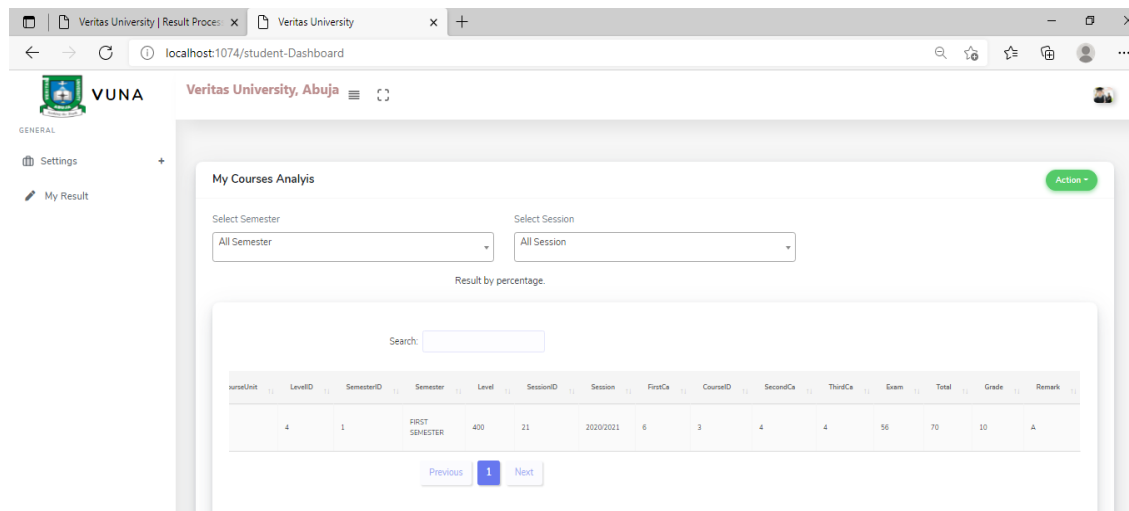 Veritas University | Result Proces
Veritas University
localhost:1074/student-Dashboard
VUNA
Veritas University, Abuja
GENERAL
Settings +
My Result
My Courses Analyis
Action
Select Semester Select Session
All Semester All Session
Result by percentage.
Search:
ourseUnit LevelID SemesterID Semester Level SessionID Session FirstCa CourseID SecondCa ThirdCa Exam Total Grade Remark
4 1 FIRST SEMESTER 400 21 2020/2021 6 3 4 4 56 70 10 A
Previous 1 Next